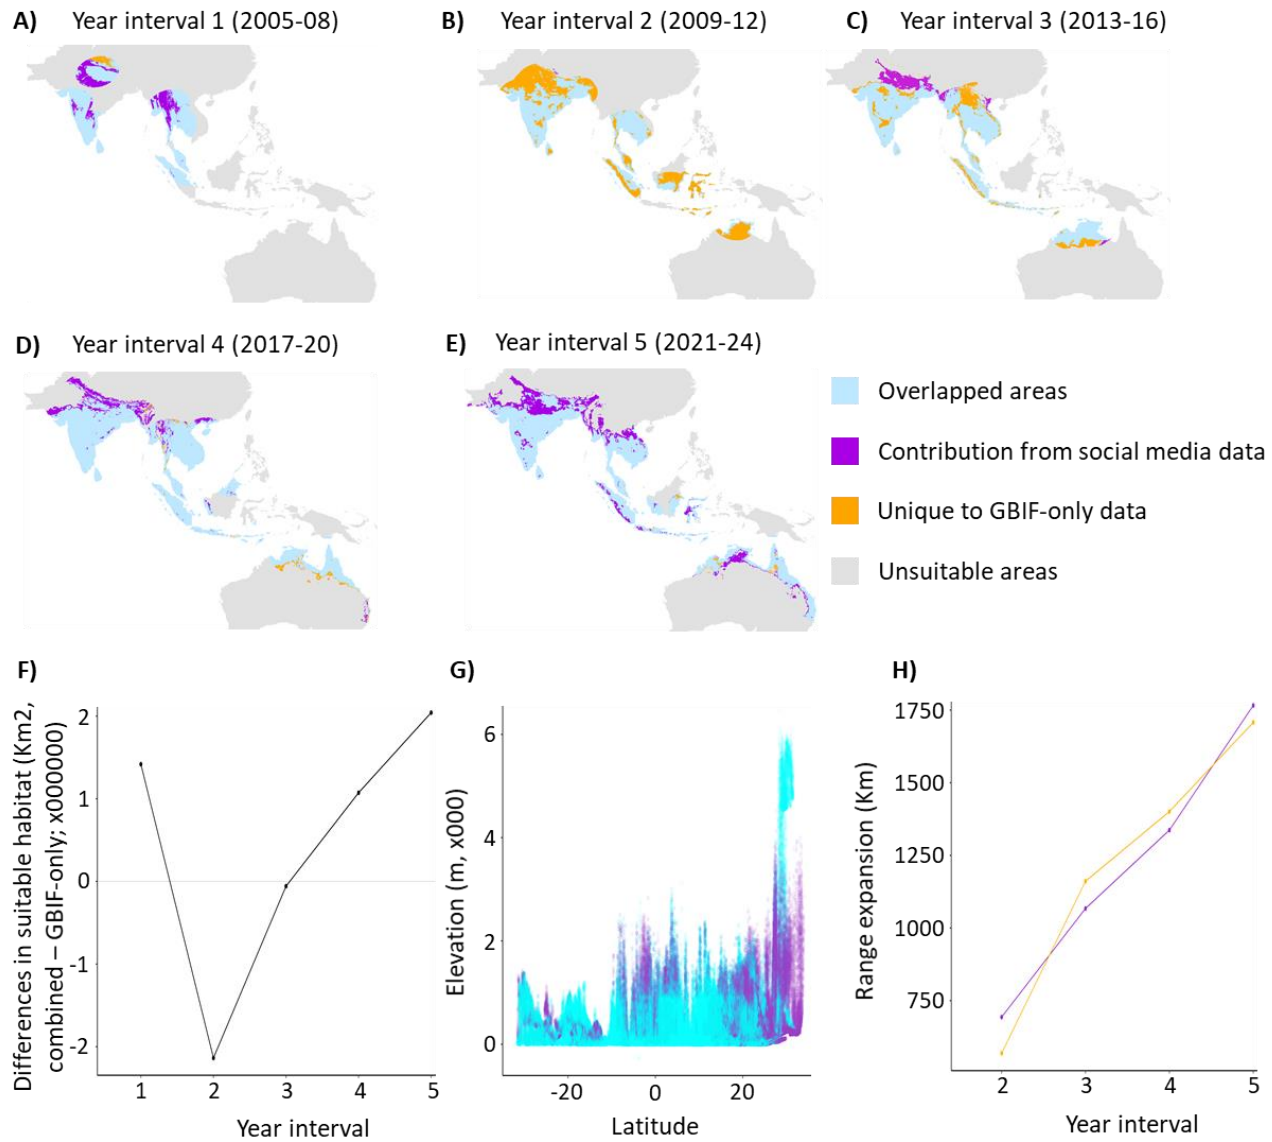 A) Year interval 1 (2005-08)
B) Year interval 2 (2009-12)
C) Year interval 3 (2013-16)
D) Year interval 4 (2017-20)
E) Year interval 5 (2021-24)
Overlapped areas
Contribution from social media data
Unique to GBIF-only data
Unsuitable areas
F)
Differences in suitable habitat (Km2,
combined – GBIF-only; x000000)
2
1
0
-1
-2
1 2 3 4 5
Year interval
G)
Elevation (m, x000)
6
4
2
0
-20 0 20
Latitude
H)
Range expansion (Km)
1750
1500
1250
1000
750
2 3 4 5
Year interval